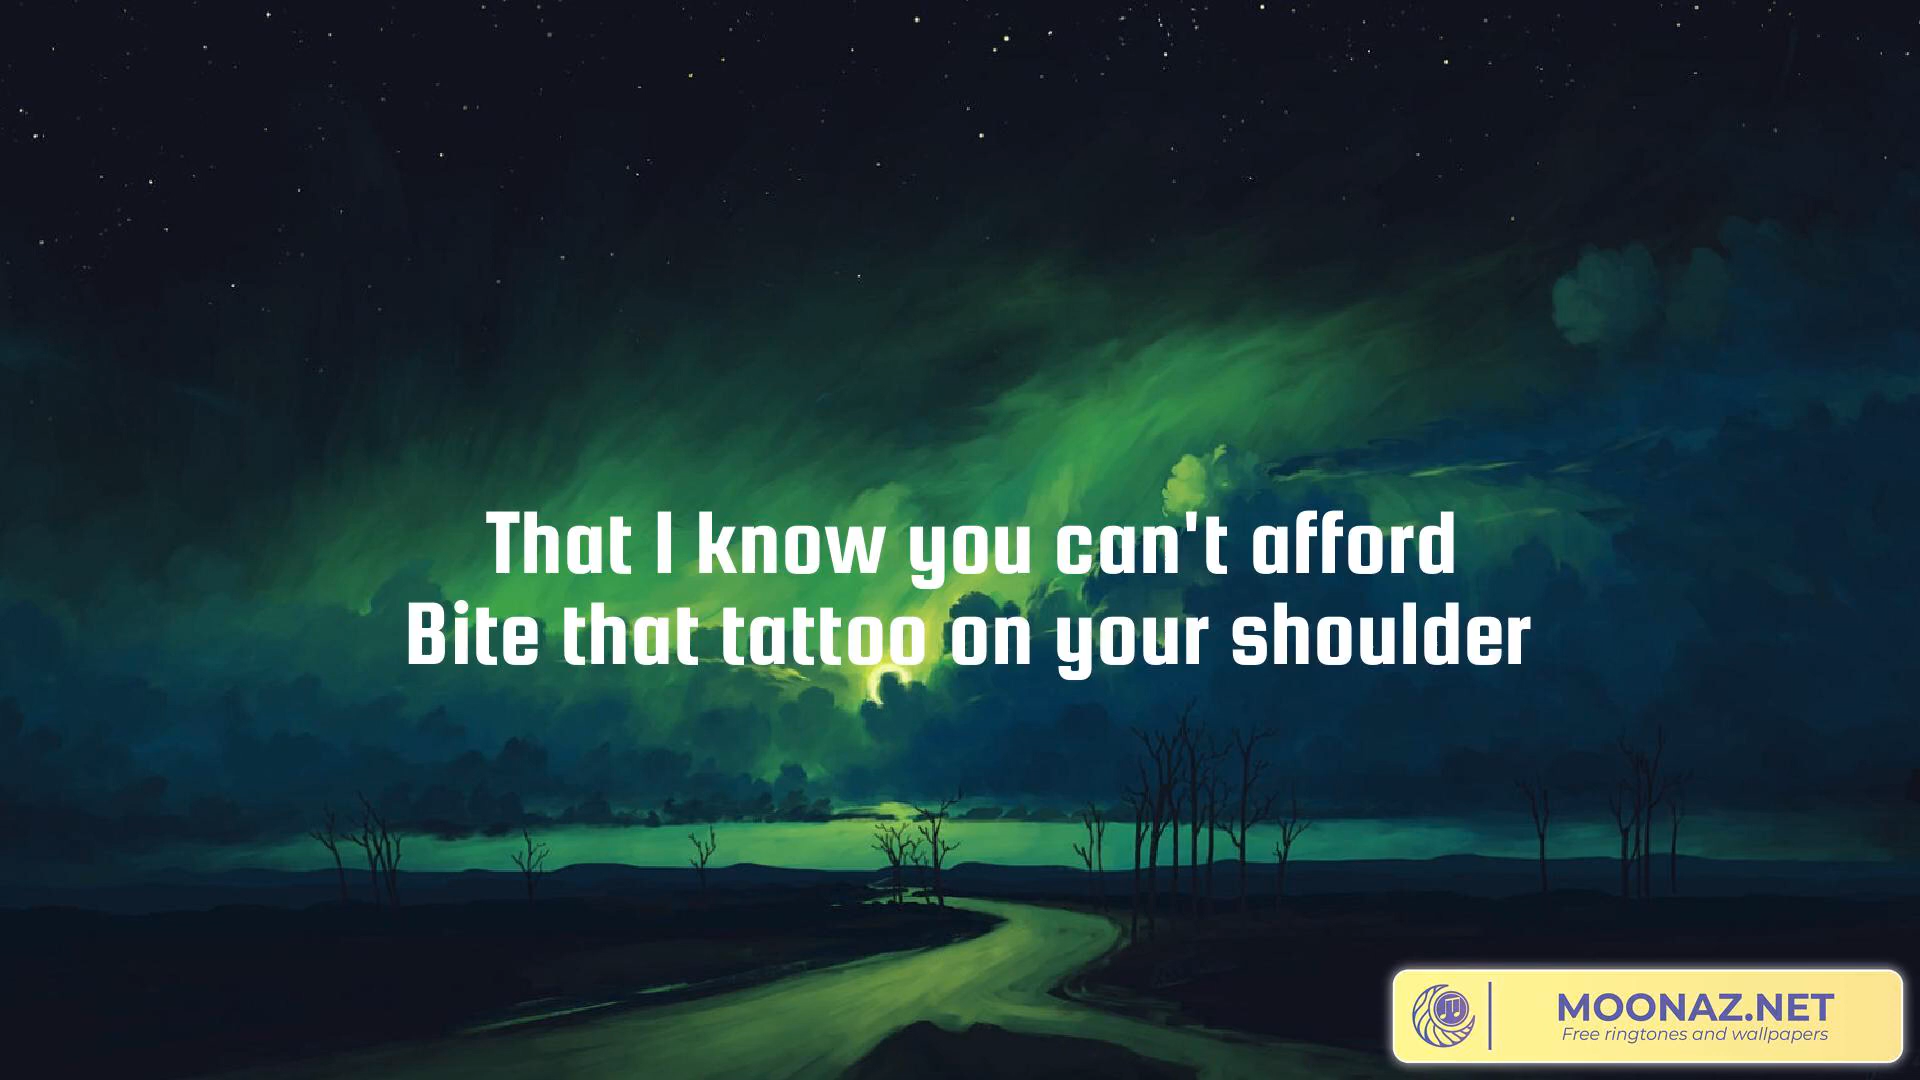 That I know you can't afford
Bite that tattoo on your shoulder
MOONAZ.NET
Free ringtones and wallpapers